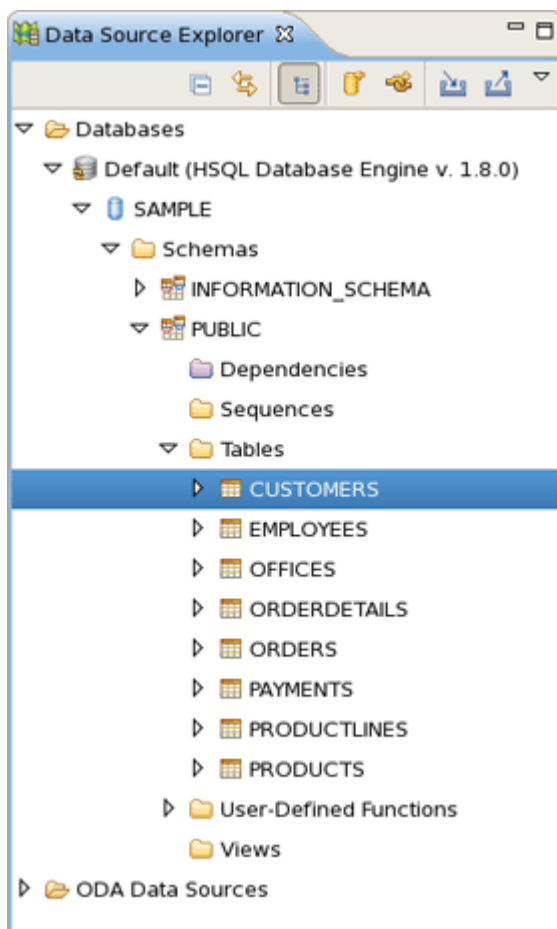 Data Source Explorer
Databases
Default (HSQL Database Engine v. 1.8.0)
SAMPLE
Schemas
INFORMATION_SCHEMA
PUBLIC
Dependencies
Sequences
Tables
CUSTOMERS
EMPLOYEES
OFFICES
ORDERDETAILS
ORDERS
PAYMENTS
PRODUCTLINES
PRODUCTS
User-Defined Functions
Views
ODA Data Sources